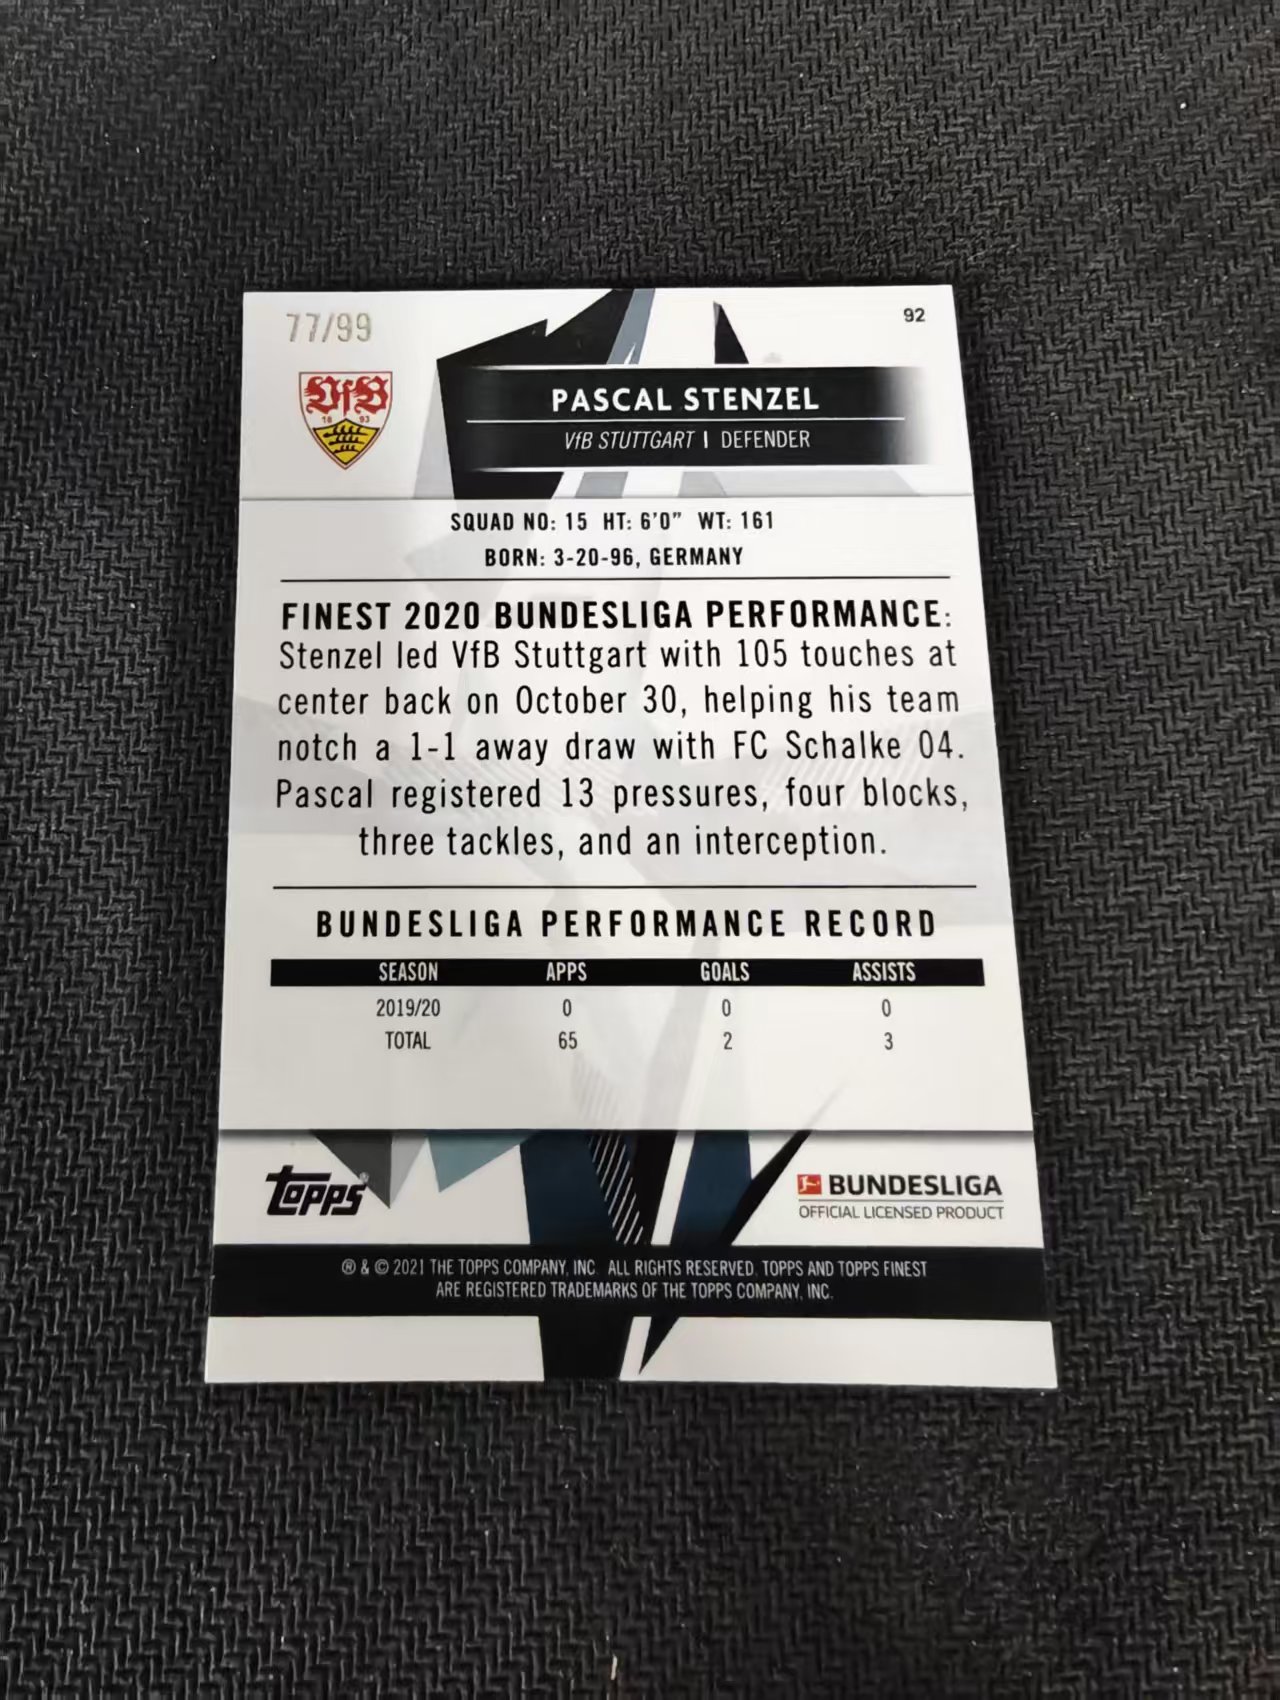 77/99
92
VfB
18 93
PASCAL STENZEL
VfB STUTTGART | DEFENDER
SQUAD NO: 15 HT: 6'0" WT: 161
BORN: 3-20-96, GERMANY
FINEST 2020 BUNDESLIGA PERFORMANCE:
Stenzel led VfB Stuttgart with 105 touches at
center back on October 30, helping his team
notch a 1-1 away draw with FC Schalke 04.
Pascal registered 13 pressures, four blocks,
three tackles, and an interception.
BUNDESLIGA PERFORMANCE RECORD
SEASON APPS GOALS ASSISTS
2019/20 0 0 0
TOTAL 65 2 3
topps®
BUNDESLIGA
OFFICIAL LICENSED PRODUCT
® & © 2021 THE TOPPS COMPANY, INC. ALL RIGHTS RESERVED. TOPPS AND TOPPS FINEST
ARE REGISTERED TRADEMARKS OF THE TOPPS COMPANY, INC.